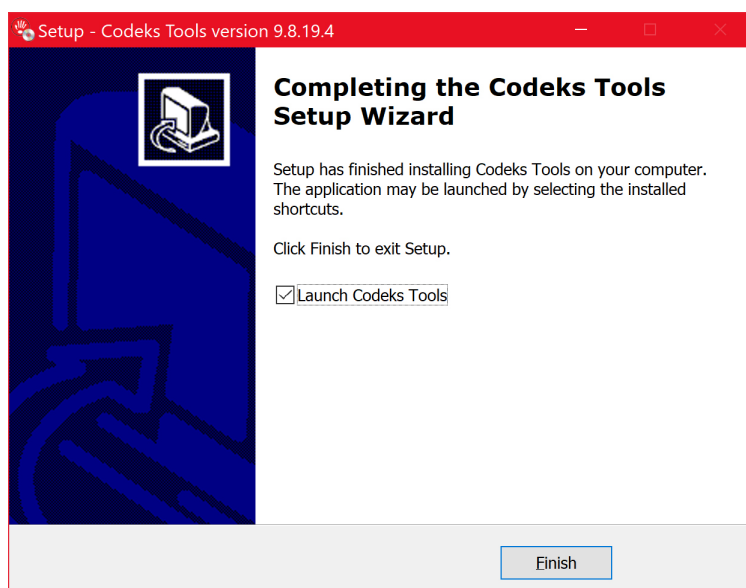 Setup - Codeks Tools version 9.8.19.4
Completing the Codeks Tools
Setup Wizard
Setup has finished installing Codeks Tools on your computer.
The application may be launched by selecting the installed
shortcuts.
Click Finish to exit Setup.
Launch Codeks Tools
Finish